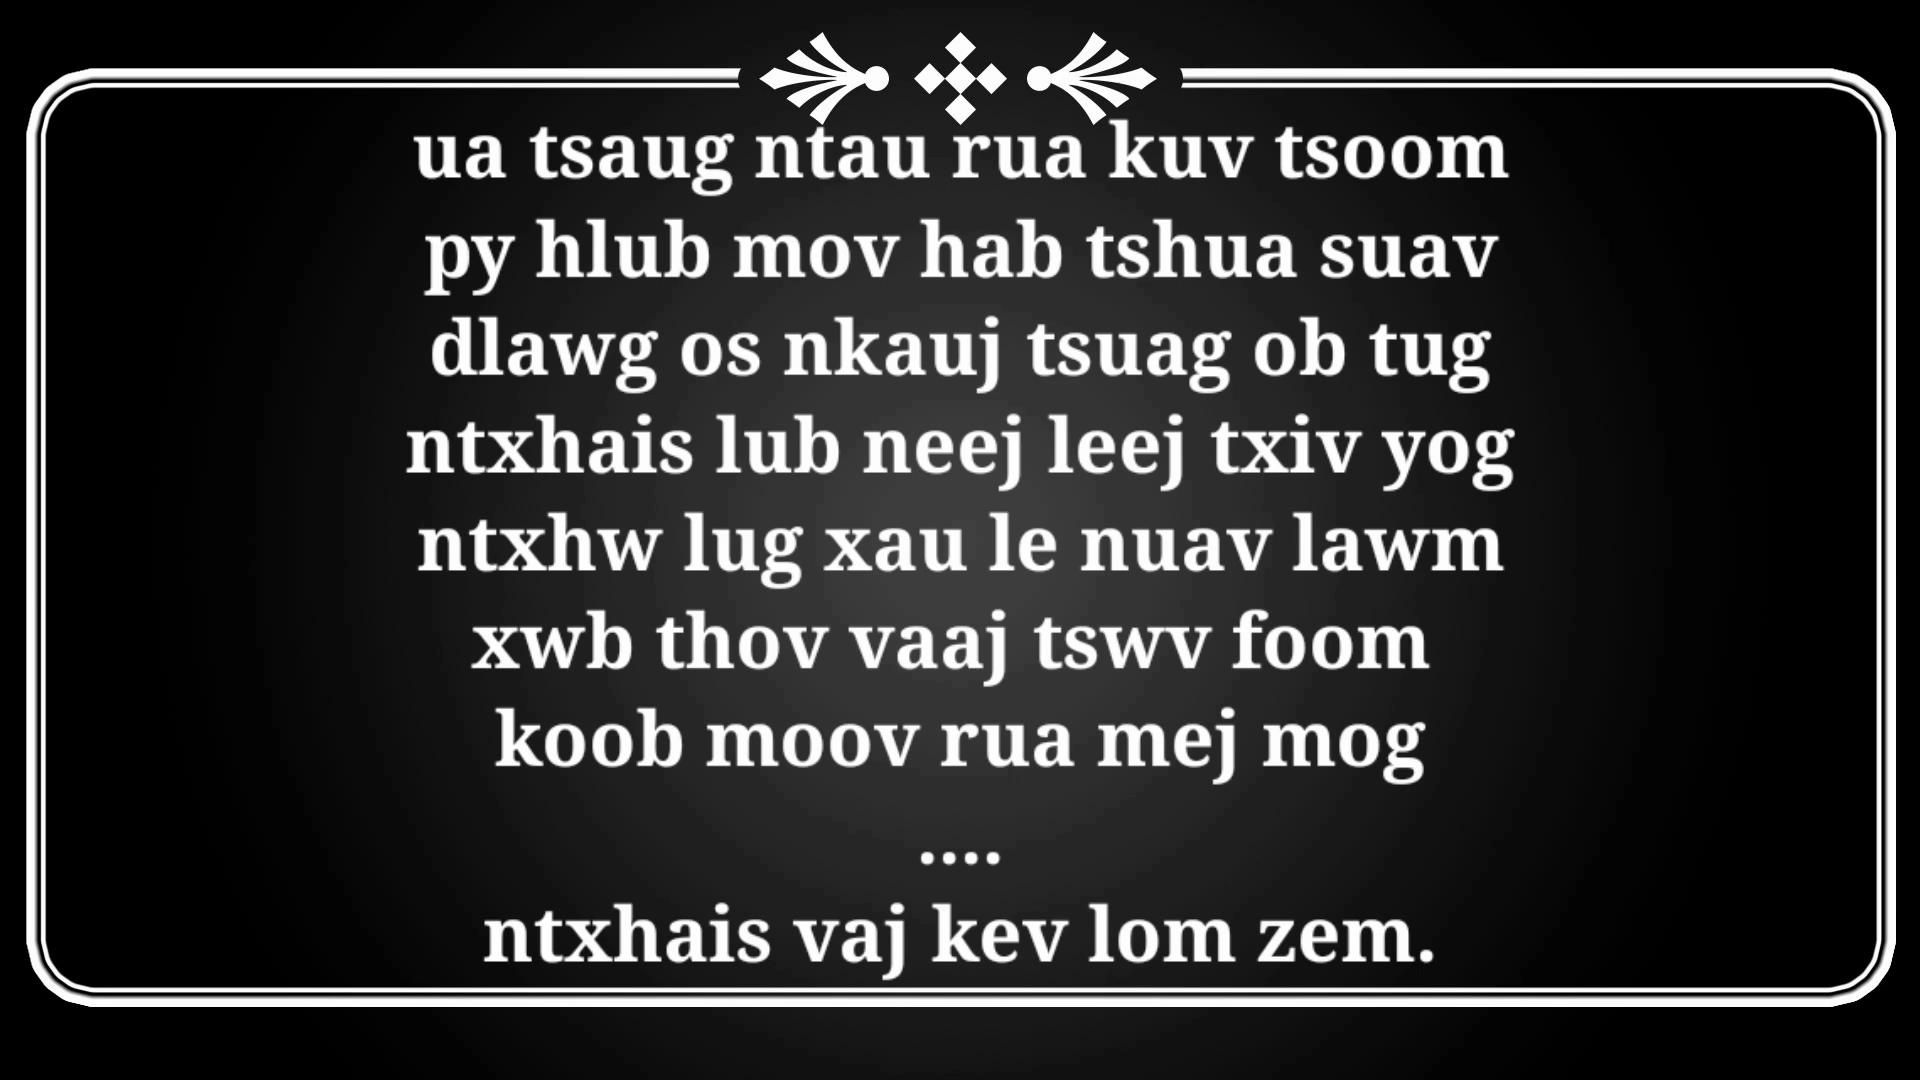 ua tsaug ntau rua kuv tsoom
py hlub mov hab tshua suav
dlawg os nkauj tsuag ob tug
ntxhais lub neej leej txiv yog
ntxhw lug xau le nuav lawm
xwb thov vaaj tswv foom
koob moov rua mej mog
....
ntxhais vaj kev lom zem.